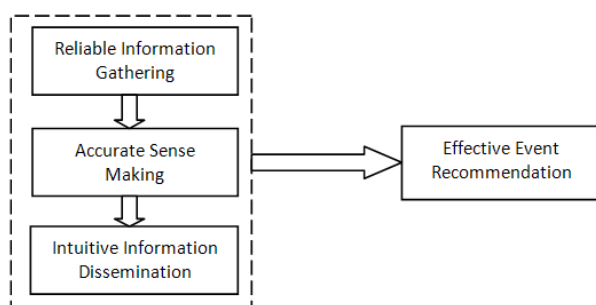 Reliable Information
Gathering
Accurate Sense
Making
Intuitive Information
Dissemination
Effective Event
Recommendation